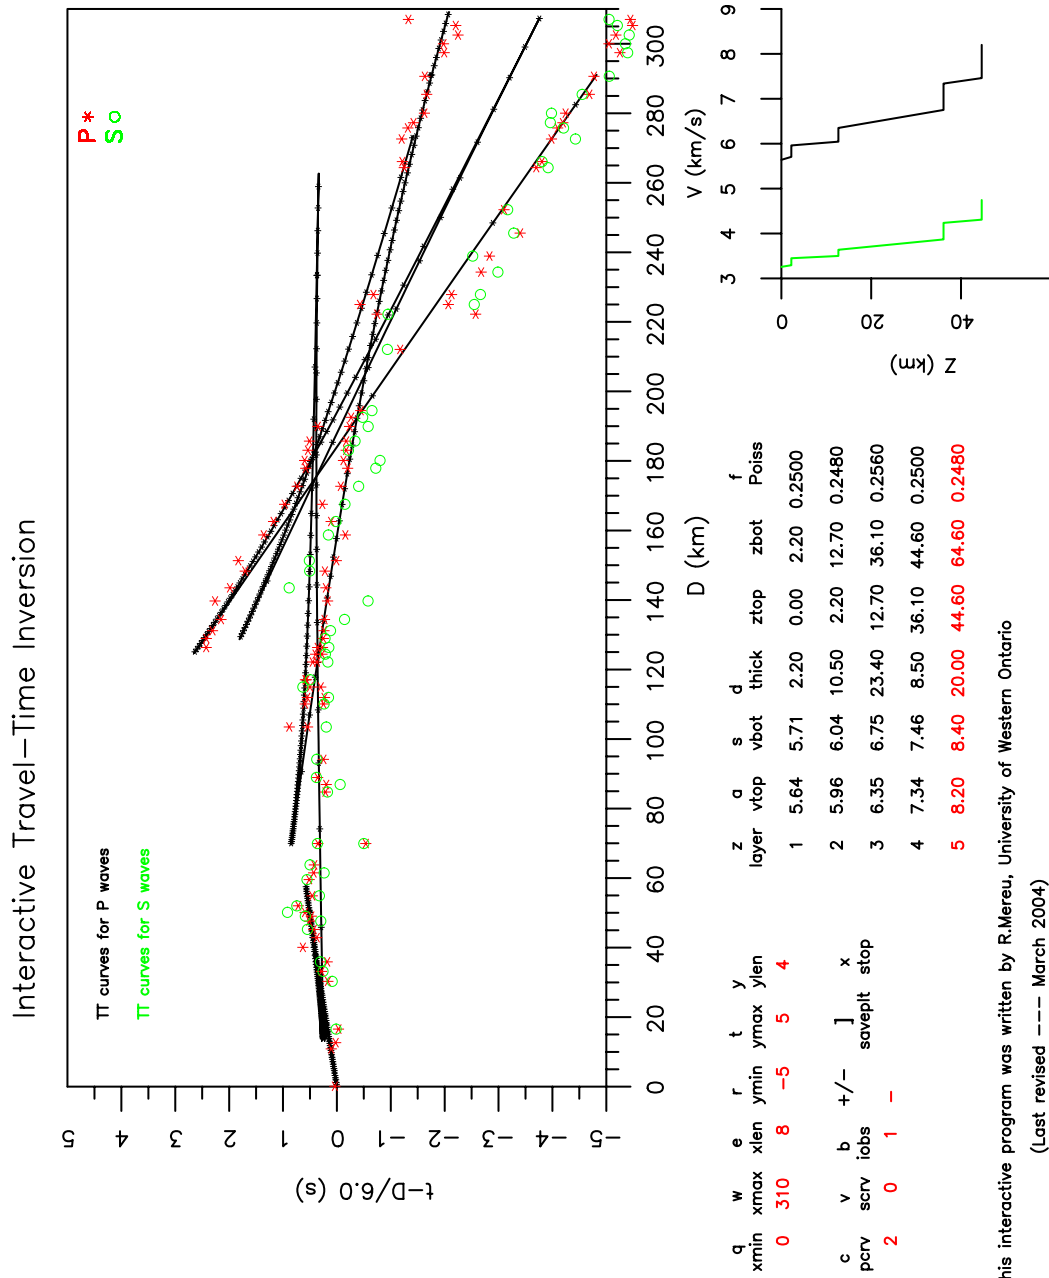 Interactive Travel-Time Inversion
P*
S○
TT curves for P waves
TT curves for S waves
5 4 3 2 1 0 -1 -2 -3 -4 -5
t-D/6.0 (s)
0 20 40 60 80 100 120 140 160 180 200 220 240 260 280 300
D (km)
3 4 5 6 7 8 9
V (km/s)
0 20 40
Z (km)
q w e r t y
xmin xmax xlen ymin ymax ylen
0 310 8 -5 5 4
c v b +/- ] x
pcrv scrv iobs saveplt stop
2 0 1 -
z a s d f
layer vtop vbot thick ztop zbot Poiss
1 5.64 5.71 2.20 0.00 2.20 0.2500
2 5.96 6.04 10.50 2.20 12.70 0.2480
3 6.35 6.75 23.40 12.70 36.10 0.2560
4 7.34 7.46 8.50 36.10 44.60 0.2500
5 8.20 8.40 20.00 44.60 64.60 0.2480
his interactive program was written by R.Mereu, University of Western Ontario
(Last revised --- March 2004)